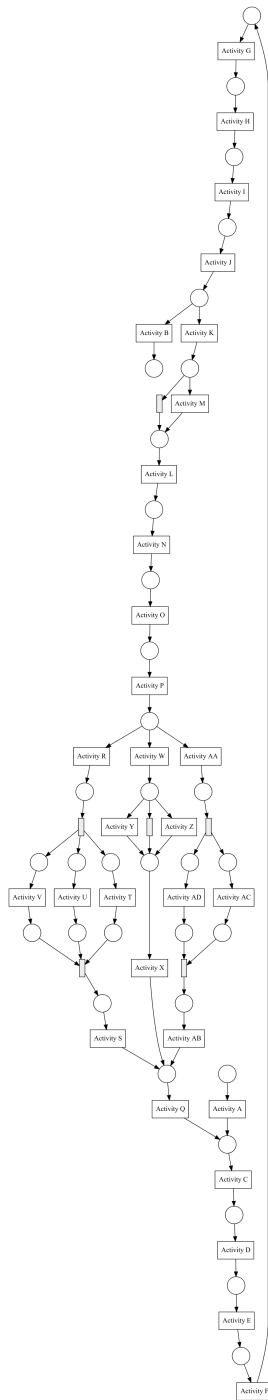 Activity G
Activity H
Activity I
Activity J
Activity B
Activity K
Activity M
Activity L
Activity N
Activity O
Activity P
Activity R
Activity W
Activity AA
Activity Y
Activity Z
Activity V
Activity U
Activity T
Activity AD
Activity AC
Activity X
Activity S
Activity AB
Activity Q
Activity A
Activity C
Activity D
Activity E
Activity F